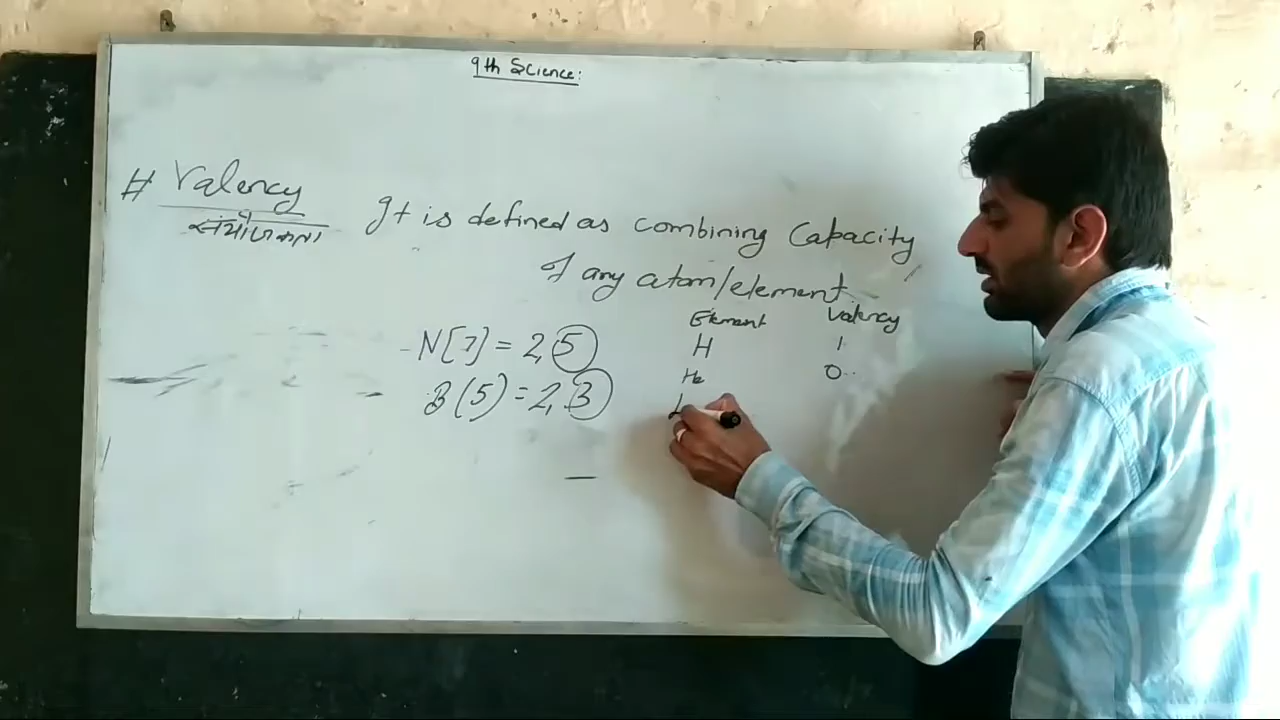 9th Science:
# Valency
संयोजकता
It is defined as combining Capacity
of any atom/element
Element Valency
N[7] = 2,5
H 1
B(5) = 2,3
He 0..
L